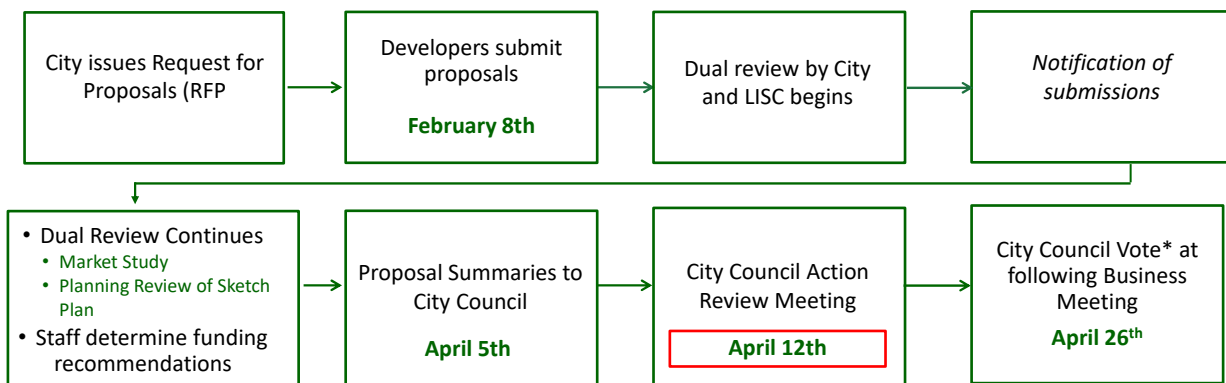 City issues Request for
Proposals (RFP
Developers submit
proposals
February 8th
Dual review by City
and LISC begins
Notification of
submissions
• Dual Review Continues
• Market Study
• Planning Review of Sketch
Plan
• Staff determine funding
recommendations
Proposal Summaries to
City Council
April 5th
City Council Action
Review Meeting
April 12th
City Council Vote* at
following Business
Meeting
April 26th